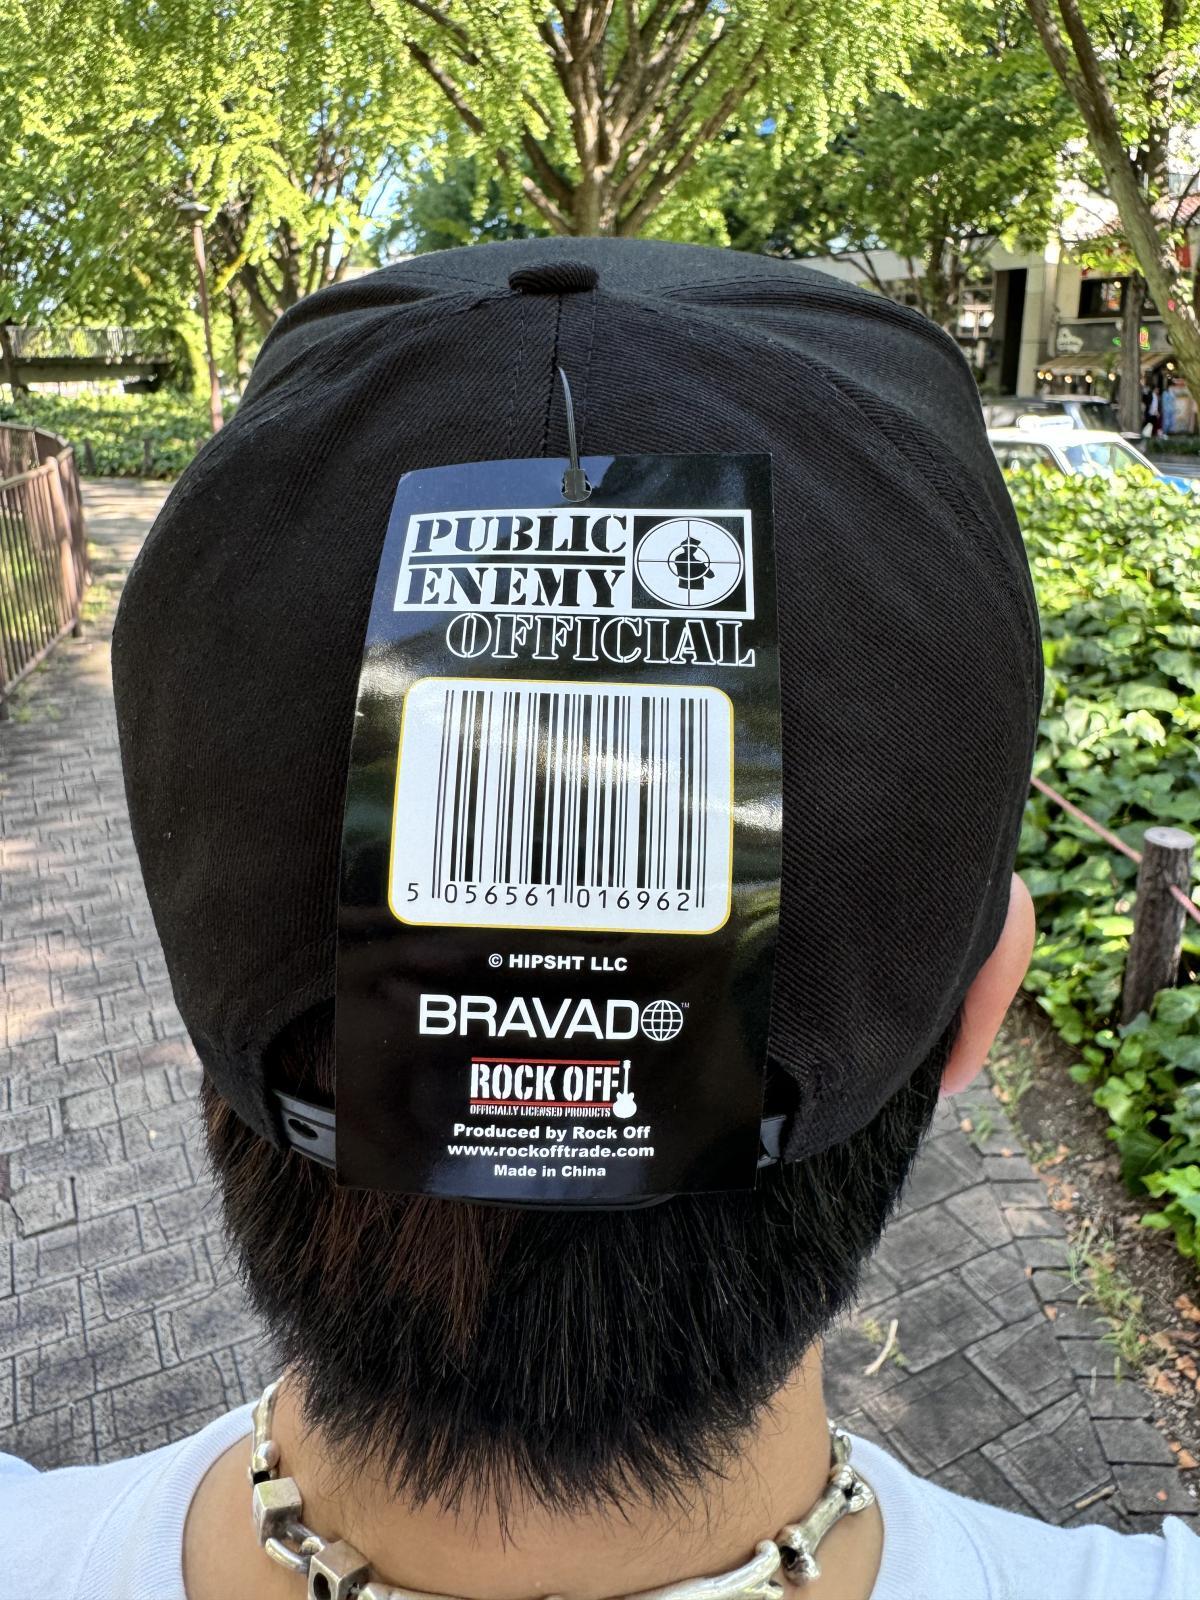 PUBLIC
ENEMY
OFFICIAL
5 056561 016962
© HIPSHT LLC
BRAVADO™
ROCK OFF
OFFICIALLY LICENSED PRODUCTS
Produced by Rock Off
www.rockofftrade.com
Made in China